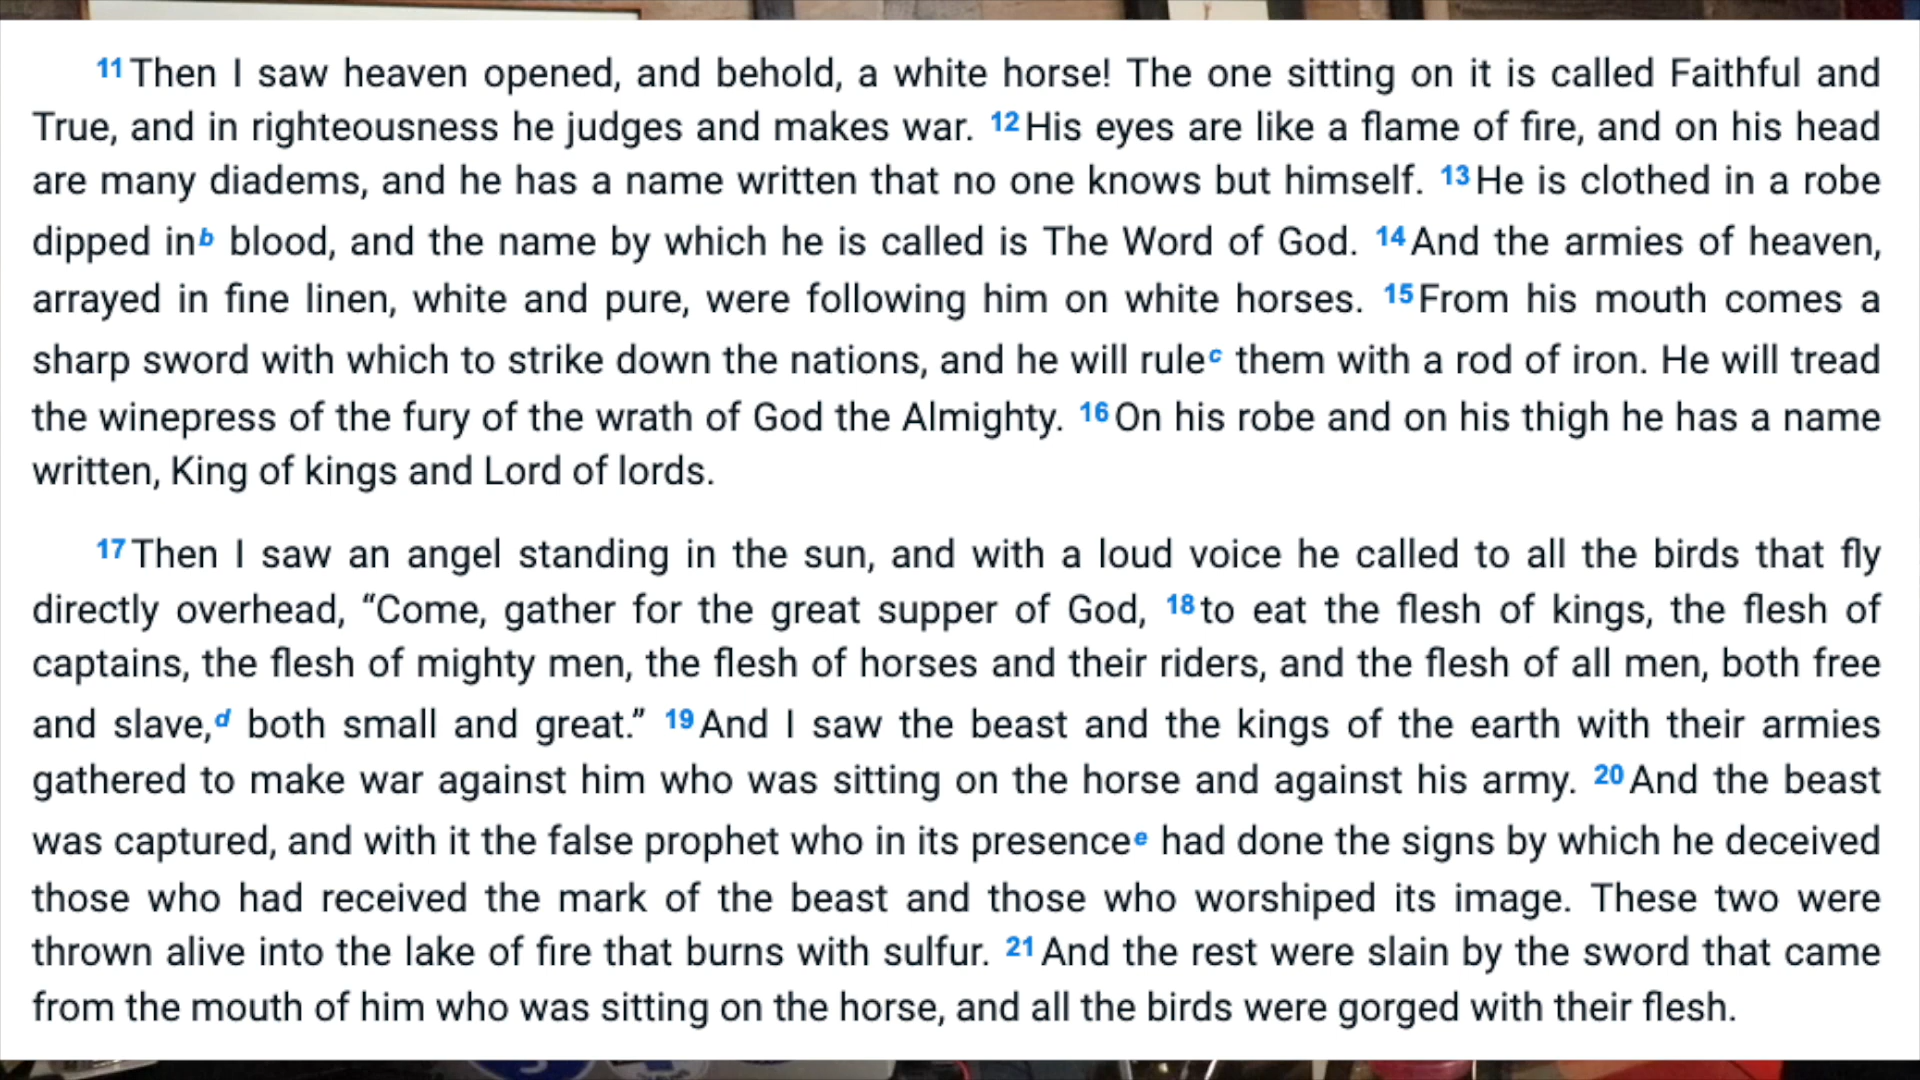 11 Then I saw heaven opened, and behold, a white horse! The one sitting on it is called Faithful and
True, and in righteousness he judges and makes war. 12 His eyes are like a flame of fire, and on his head
are many diadems, and he has a name written that no one knows but himself. 13 He is clothed in a robe
dipped in b blood, and the name by which he is called is The Word of God. 14 And the armies of heaven,
arrayed in fine linen, white and pure, were following him on white horses. 15 From his mouth comes a
sharp sword with which to strike down the nations, and he will rule c them with a rod of iron. He will tread
the winepress of the fury of the wrath of God the Almighty. 16 On his robe and on his thigh he has a name
written, King of kings and Lord of lords.
17 Then I saw an angel standing in the sun, and with a loud voice he called to all the birds that fly
directly overhead, “Come, gather for the great supper of God, 18 to eat the flesh of kings, the flesh of
captains, the flesh of mighty men, the flesh of horses and their riders, and the flesh of all men, both free
and slave, d both small and great.” 19 And I saw the beast and the kings of the earth with their armies
gathered to make war against him who was sitting on the horse and against his army. 20 And the beast
was captured, and with it the false prophet who in its presence e had done the signs by which he deceived
those who had received the mark of the beast and those who worshiped its image. These two were
thrown alive into the lake of fire that burns with sulfur. 21 And the rest were slain by the sword that came
from the mouth of him who was sitting on the horse, and all the birds were gorged with their flesh.